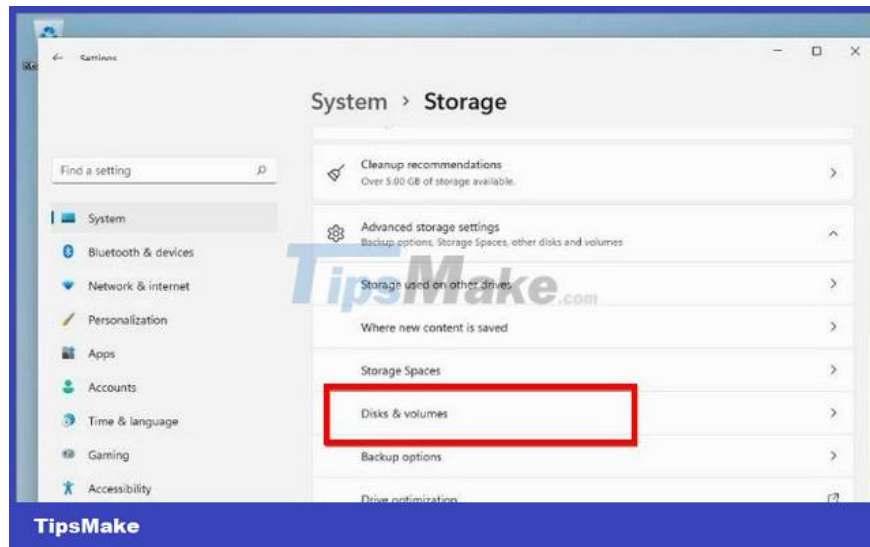 Settings
System > Storage
Find a setting
Cleanup recommendations
Over 5.00 GB of storage available.
System
Advanced storage settings
Backup options, Storage Spaces, other disks and volumes
Bluetooth & devices
Network & internet
Storage used on other drives
TipsMake.com
Personalization
Where new content is saved
Apps
Storage Spaces
Accounts
Time & language
Disks & volumes
Gaming
Backup options
Accessibility
Drive optimization
TipsMake